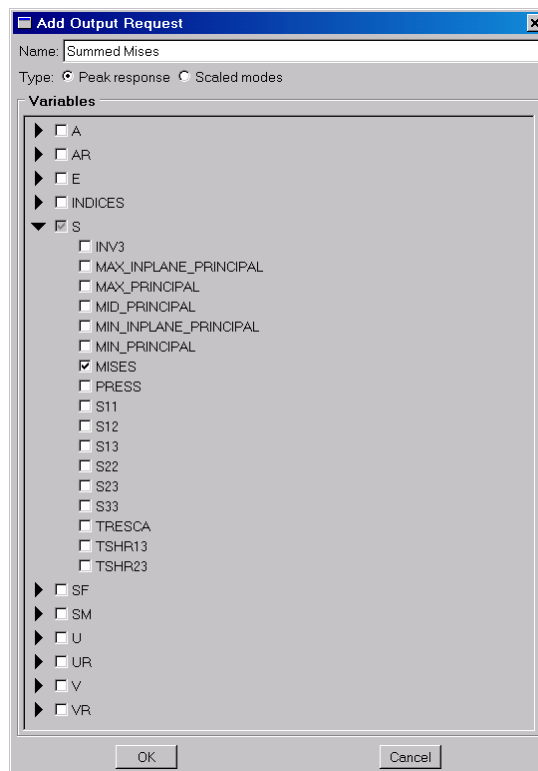 Add Output Request
Name: Summed Mises
Type: Peak response Scaled modes
Variables
A
AR
E
INDICES
S
INV3
MAX_INPLANE_PRINCIPAL
MAX_PRINCIPAL
MID_PRINCIPAL
MIN_INPLANE_PRINCIPAL
MIN_PRINCIPAL
MISES
PRESS
S11
S12
S13
S22
S23
S33
TRESCA
TSHR13
TSHR23
SF
SM
U
UR
V
VR
OK Cancel